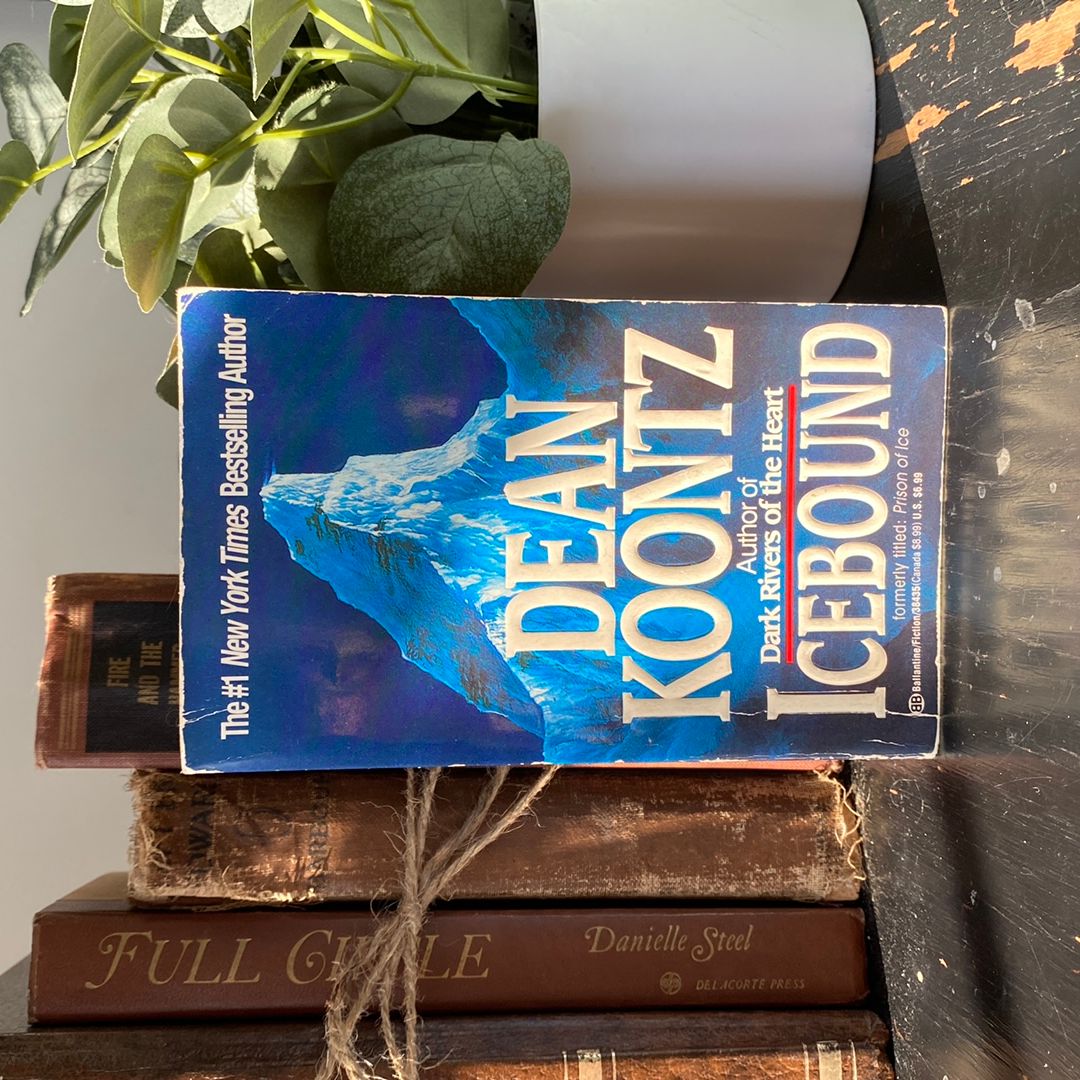 The #1 New York Times Bestselling Author
DEAN
KOONTZ
Author of
Dark Rivers of the Heart
ICEBOUND
formerly titled: Prison of Ice
BB Ballantine/Fiction/38435 (Canada $8.99) U.S. $6.99
FIRE
AND THE
FULL CIRCLE
Danielle Steel
DELACORTE PRESS